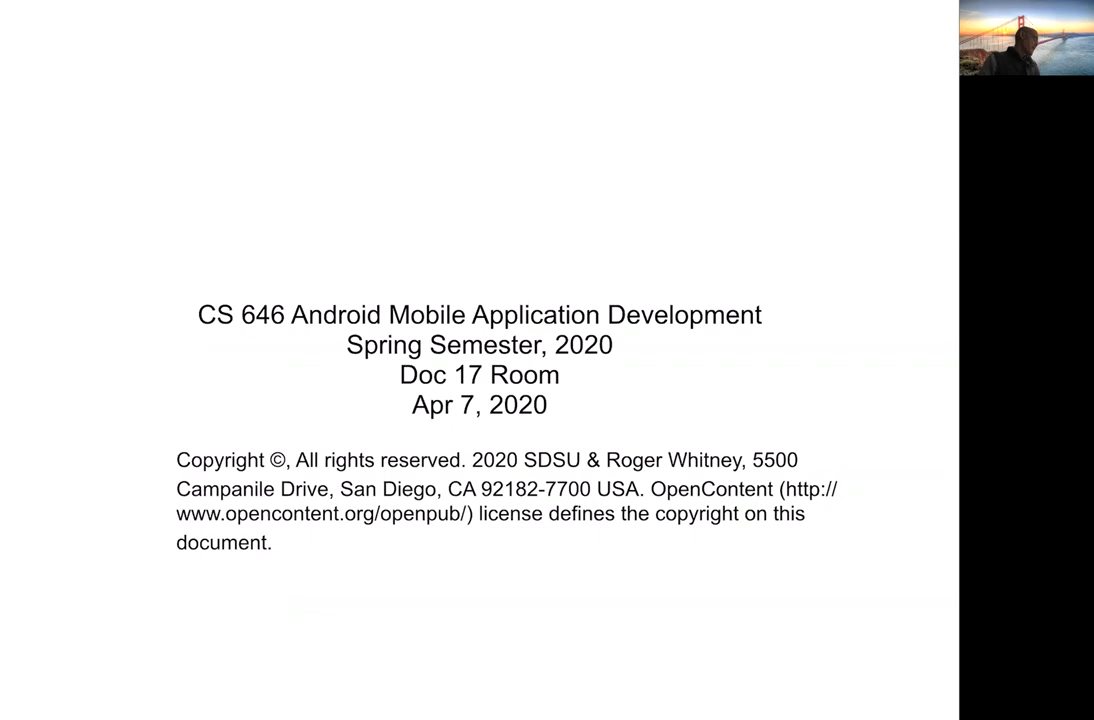 CS 646 Android Mobile Application Development
Spring Semester, 2020
Doc 17 Room
Apr 7, 2020
Copyright ©, All rights reserved. 2020 SDSU & Roger Whitney, 5500
Campanile Drive, San Diego, CA 92182-7700 USA. OpenContent (http://
www.opencontent.org/openpub/) license defines the copyright on this
document.